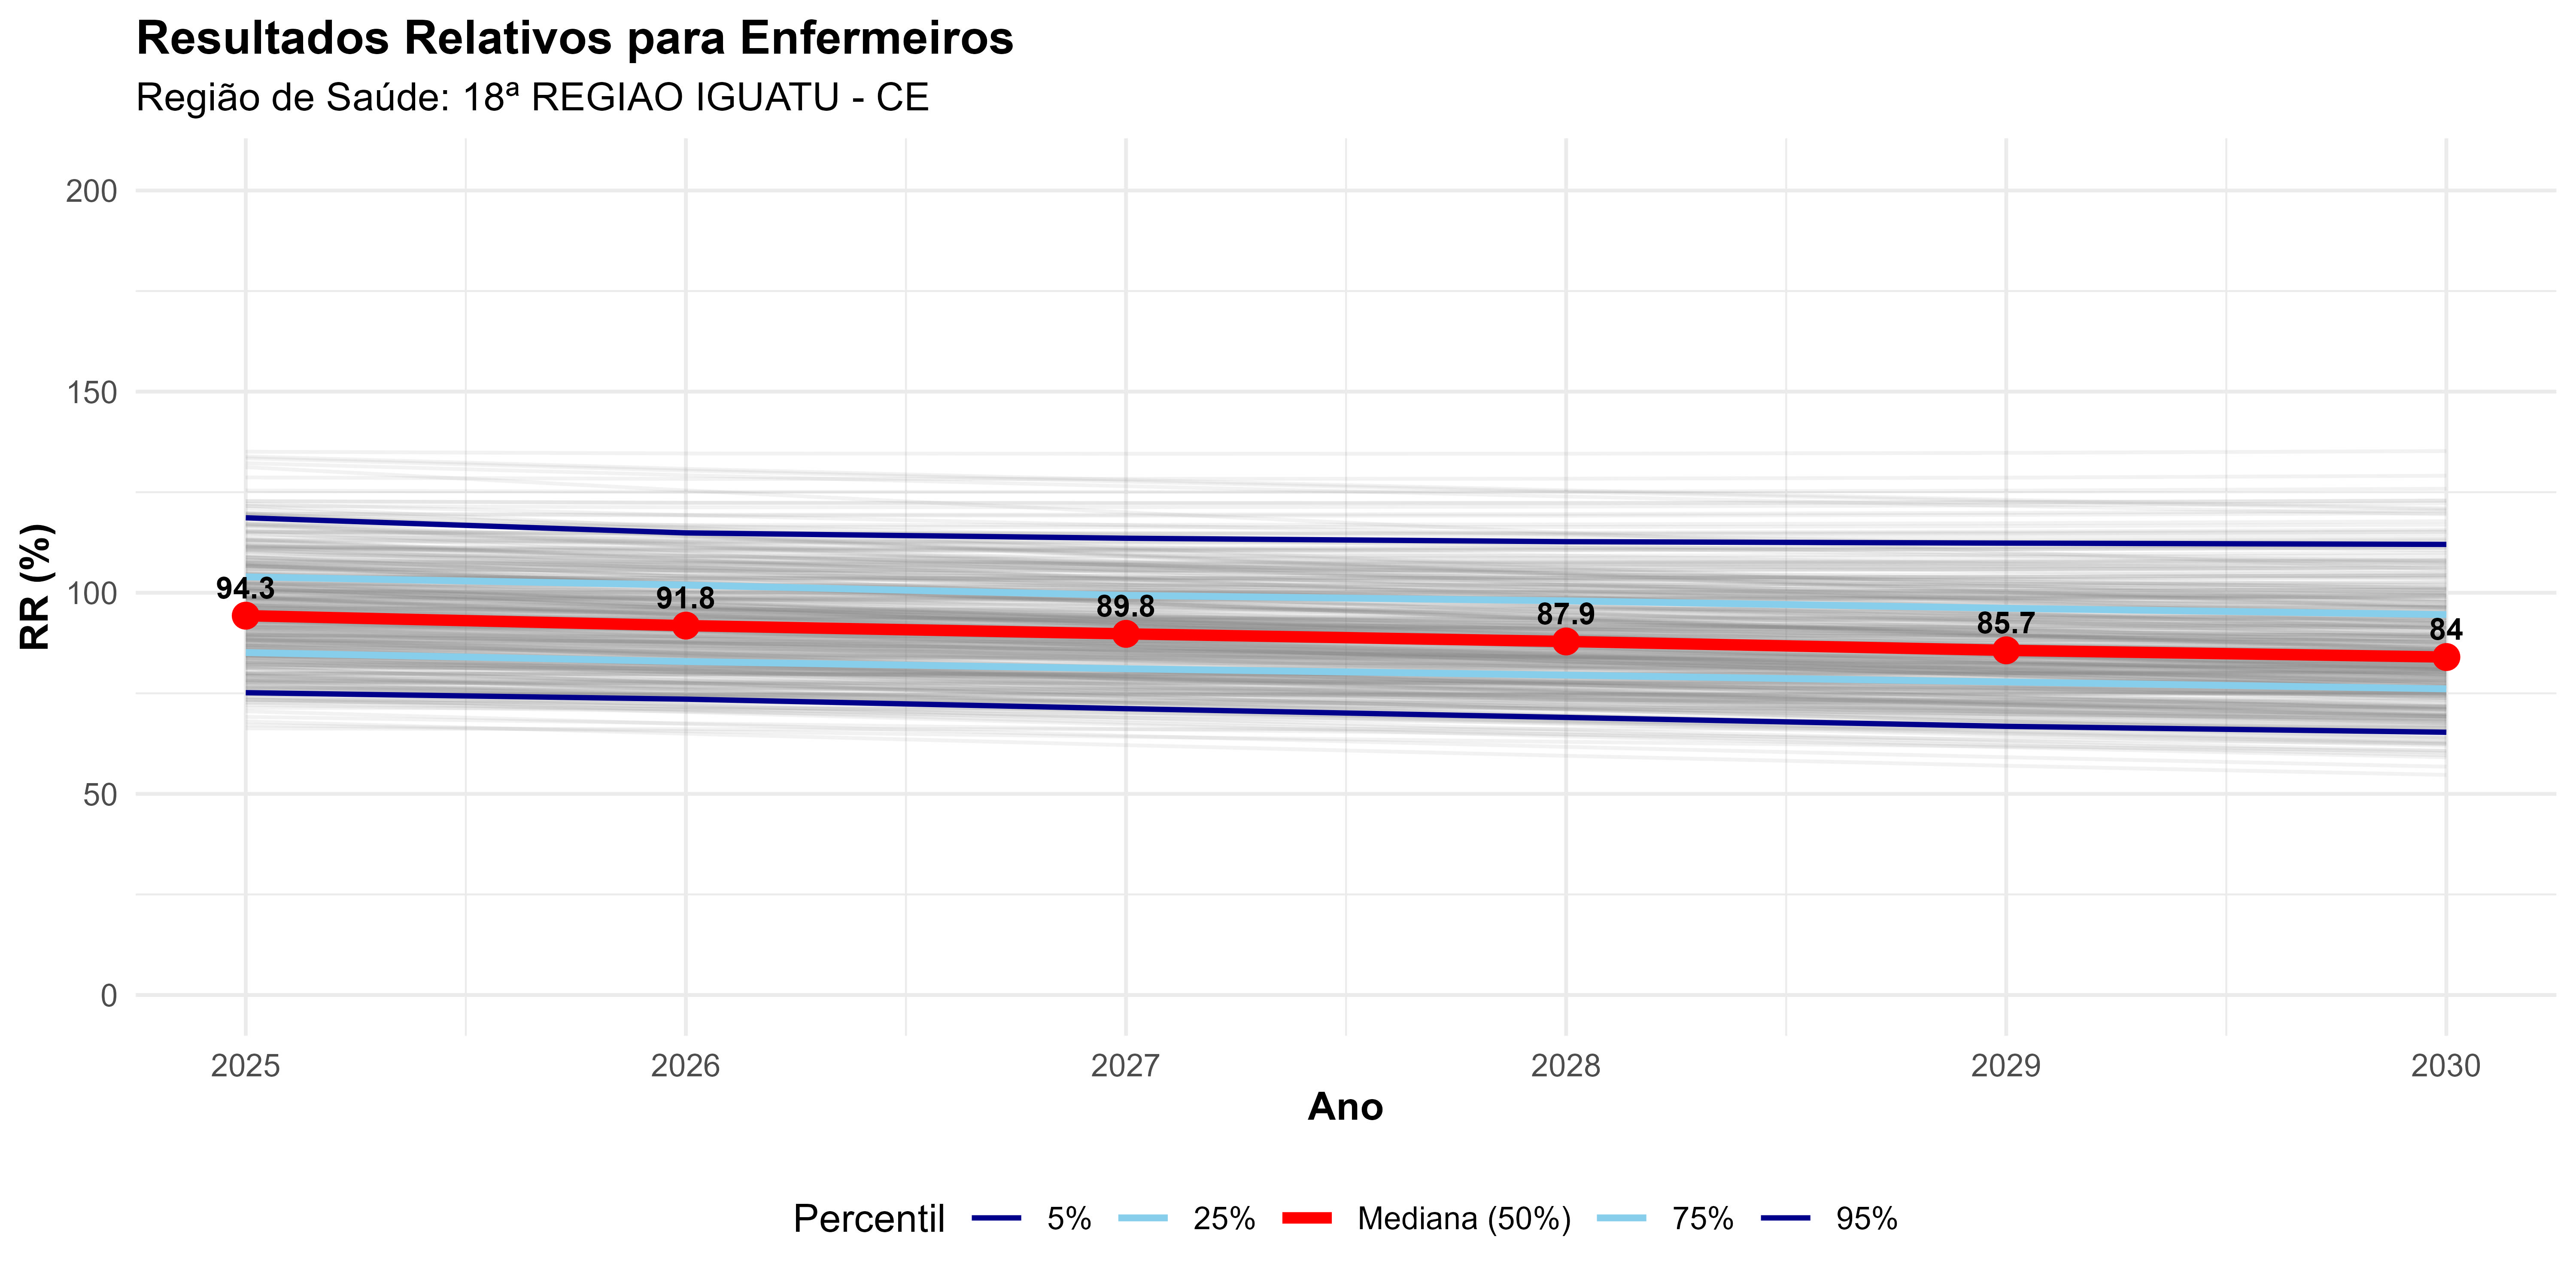 Resultados Relativos para Enfermeiros
Região de Saúde: 18ª REGIAO IGUATU - CE
RR (%)
200
150
100
50
0
94.3
91.8
89.8
87.9
85.7
84
2025 2026 2027 2028 2029 2030
Ano
Percentil 5% 25% Mediana (50%) 75% 95%